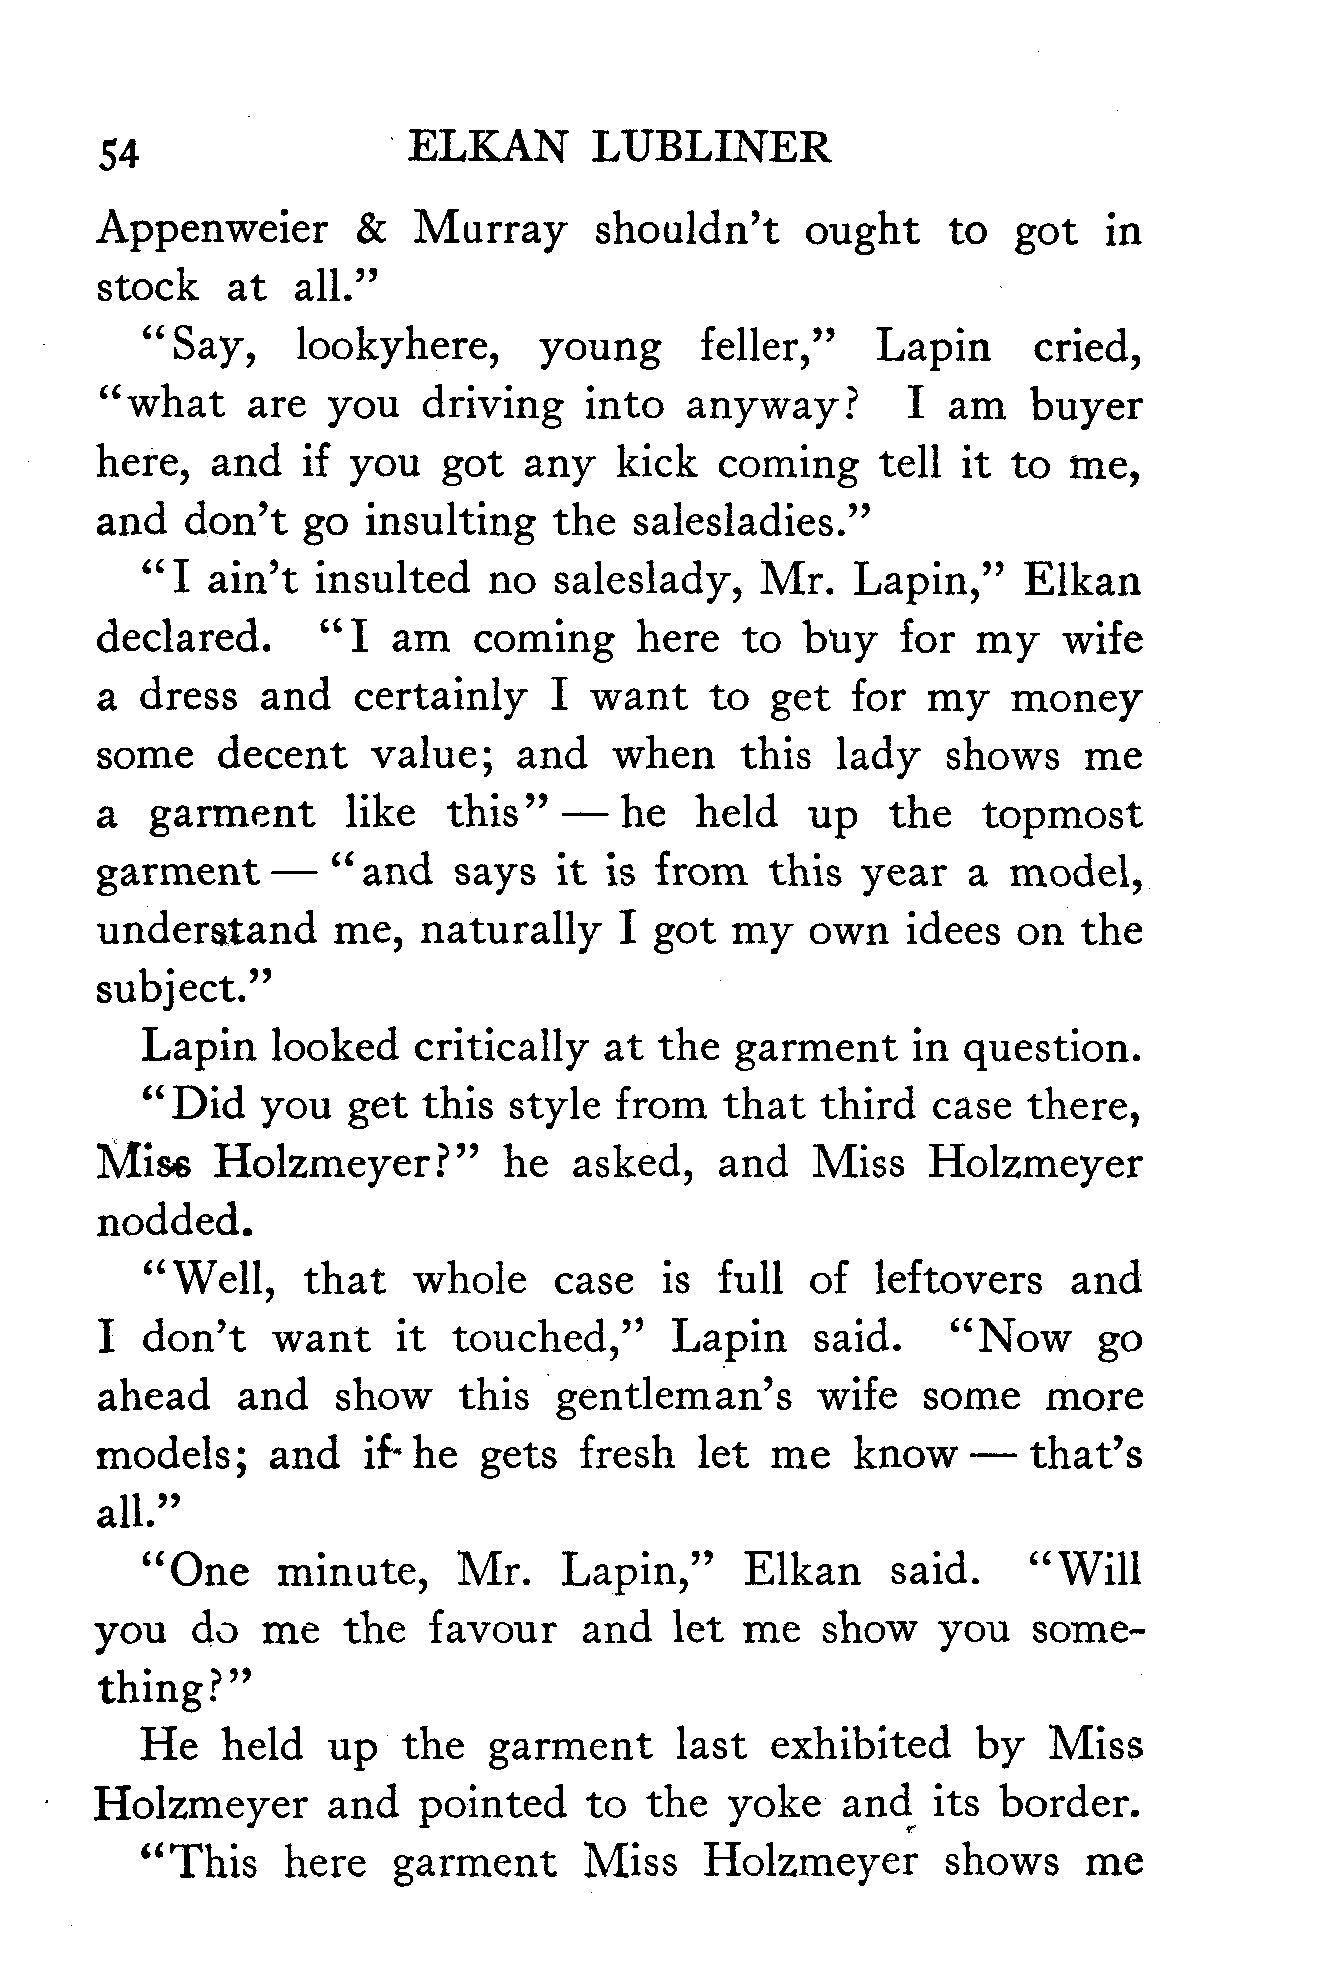 54 ELKAN LUBLINER
Appenweier & Murray shouldn't ought to got in
stock at all."
"Say, lookyhere, young feller," Lapin cried,
"what are you driving into anyway? I am buyer
here, and if you got any kick coming tell it to me,
and don't go insulting the salesladies."
"I ain't insulted no saleslady, Mr. Lapin," Elkan
declared. "I am coming here to buy for my wife
a dress and certainly I want to get for my money
some decent value; and when this lady shows me
a garment like this" — he held up the topmost
garment — "and says it is from this year a model,
understand me, naturally I got my own idees on the
subject."
Lapin looked critically at the garment in question.
"Did you get this style from that third case there,
Miss Holzmeyer?" he asked, and Miss Holzmeyer
nodded.
"Well, that whole case is full of leftovers and
I don't want it touched," Lapin said. "Now go
ahead and show this gentleman's wife some more
models; and if he gets fresh let me know — that's
all."
"One minute, Mr. Lapin," Elkan said. "Will
you do me the favour and let me show you some-
thing?"
He held up the garment last exhibited by Miss
Holzmeyer and pointed to the yoke and its border.
"This here garment Miss Holzmeyer shows me